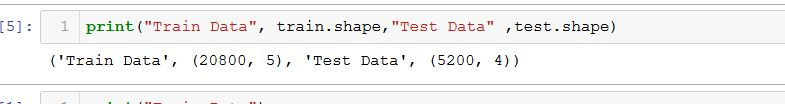 [5]: 1 print("Train Data", train.shape,"Test Data" ,test.shape)
('Train Data', (20800, 5), 'Test Data', (5200, 4))